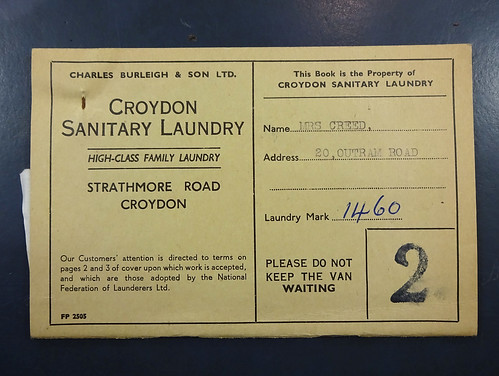 CHARLES BURLEIGH & SON LTD.
CROYDON
SANITARY LAUNDRY
HIGH-CLASS FAMILY LAUNDRY
STRATHMORE ROAD
CROYDON
Our Customers' attention is directed to terms on
pages 2 and 3 of cover upon which work is accepted,
and which are those adopted by the National
Federation of Launderers Ltd.
FP 2505
This Book is the Property of
CROYDON SANITARY LAUNDRY
Name MRS CREED,
Address 20, OUTRAM ROAD
Laundry Mark 1460
PLEASE DO NOT
KEEP THE VAN
WAITING
2